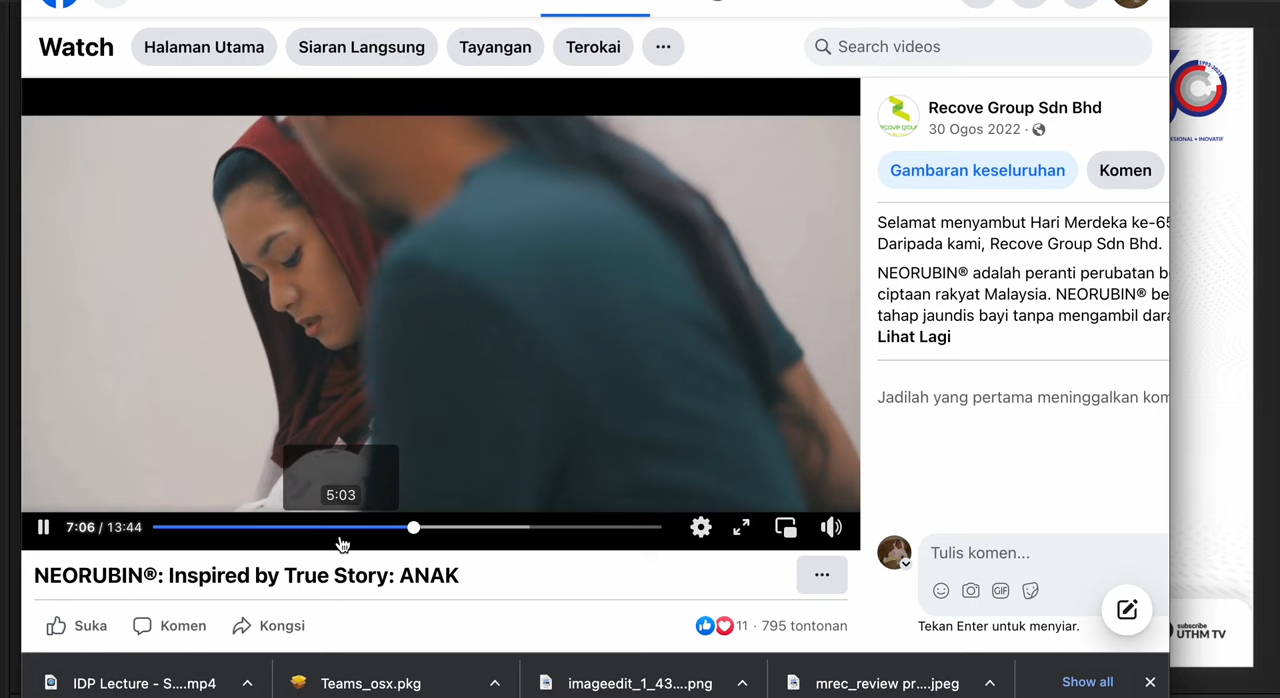 Watch
Halaman Utama
Siaran Langsung
Tayangan
Terokai
Search videos
Recove Group Sdn Bhd
30 Ogos 2022 ·
Gambaran keseluruhan
Komen
Selamat menyambut Hari Merdeka ke-65
Daripada kami, Recove Group Sdn Bhd.
NEORUBIN® adalah peranti perubatan b
ciptaan rakyat Malaysia. NEORUBIN® be
tahap jaundis bayi tanpa mengambil dara
Lihat Lagi
Jadilah yang pertama meninggalkan kom
5:03
7:06 / 13:44
NEORUBIN®: Inspired by True Story: ANAK
Suka
Komen
Kongsi
11 · 795 tontonan
Tulis komen...
GIF
Tekan Enter untuk menyiar.
subscribe
UTHM TV
IDP Lecture - S....mp4
Teams_osx.pkg
imageedit_1_43....png
mrec_review pr....jpeg
Show all